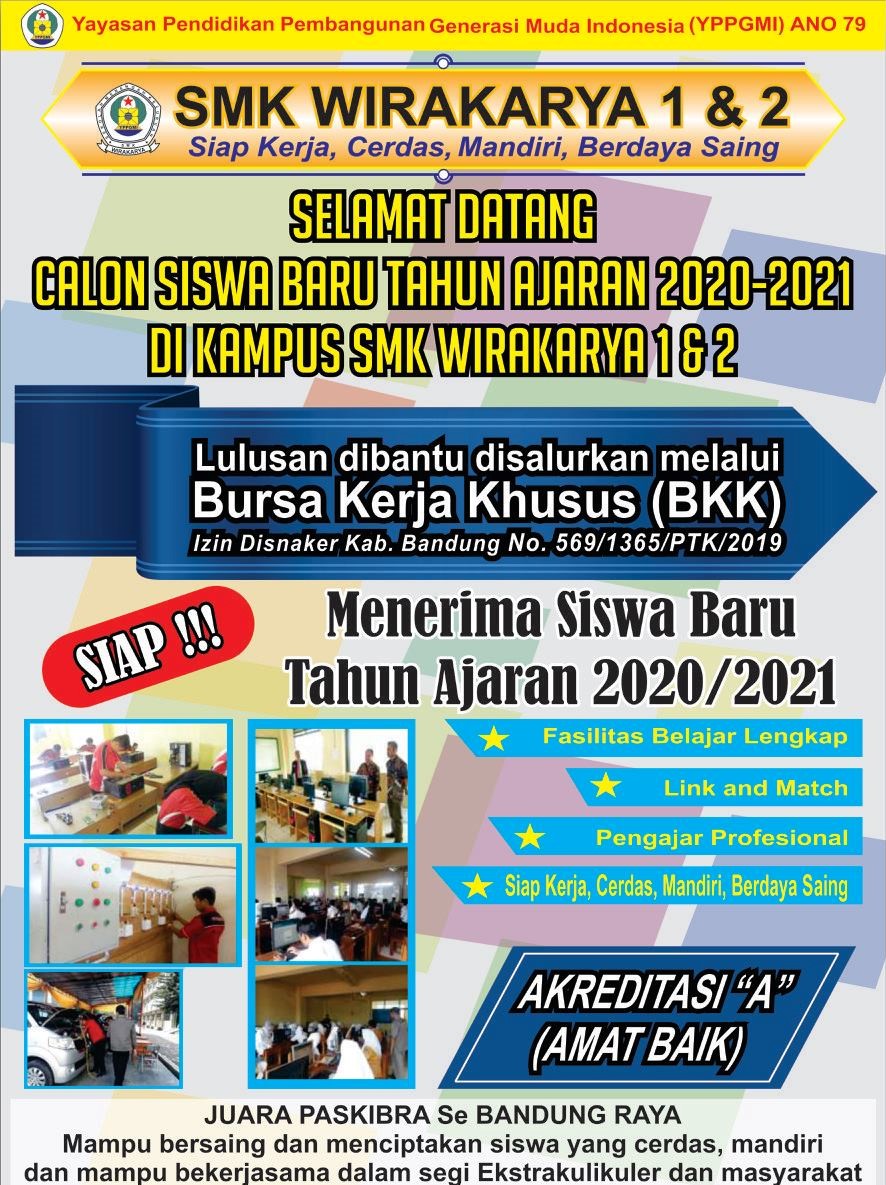 Yayasan Pendidikan Pembangunan Generasi Muda Indonesia (YPPGMI) ANO 79
YPPGMI
SMK WIRAKARYA 1 & 2
Siap Kerja, Cerdas, Mandiri, Berdaya Saing
YPPGMI
SMK
WIRAKARYA
SELAMAT DATANG
CALON SISWA BARU TAHUN AJARAN 2020-2021
DI KAMPUS SMK WIRAKARYA 1 & 2
Lulusan dibantu disalurkan melalui
Bursa Kerja Khusus (BKK)
Izin Disnaker Kab. Bandung No. 569/1365/PTK/2019
SIAP !!!
Menerima Siswa Baru
Tahun Ajaran 2020/2021
Fasilitas Belajar Lengkap
Link and Match
Pengajar Profesional
Siap Kerja, Cerdas, Mandiri, Berdaya Saing
AKREDITASI “A”
(AMAT BAIK)
JUARA PASKIBRA Se BANDUNG RAYA
Mampu bersaing dan menciptakan siswa yang cerdas, mandiri
dan mampu bekerjasama dalam segi Ekstrakulikuler dan masyarakat